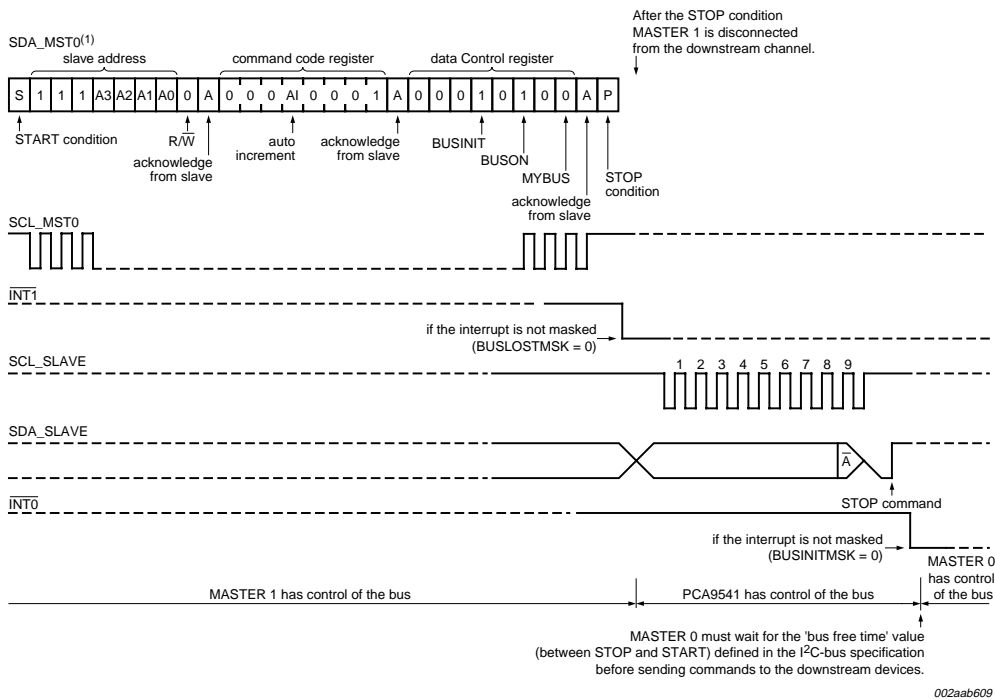 After the STOP condition
MASTER 1 is disconnected
from the downstream channel.
SDA_MST0(1)
slave address
command code register
data Control register
S 1 1 1 A3 A2 A1 A0 0 A 0 0 0 AI 0 0 0 1 A 0 0 0 1 0 1 0 0 A P
START condition
R/W
acknowledge
from slave
auto
increment
acknowledge
from slave
BUSINIT
BUSON
MYBUS
acknowledge
from slave
STOP
condition
SCL_MST0
INT1
if the interrupt is not masked
(BUSLOSTMSK = 0)
SCL_SLAVE
1 2 3 4 5 6 7 8 9
SDA_SLAVE
A
STOP command
INT0
if the interrupt is not masked
(BUSINITMSK = 0)
MASTER 1 has control of the bus
PCA9541 has control of the bus
MASTER 0
has control
of the bus
MASTER 0 must wait for the 'bus free time' value
(between STOP and START) defined in the I2C-bus specification
before sending commands to the downstream devices.
002aab609